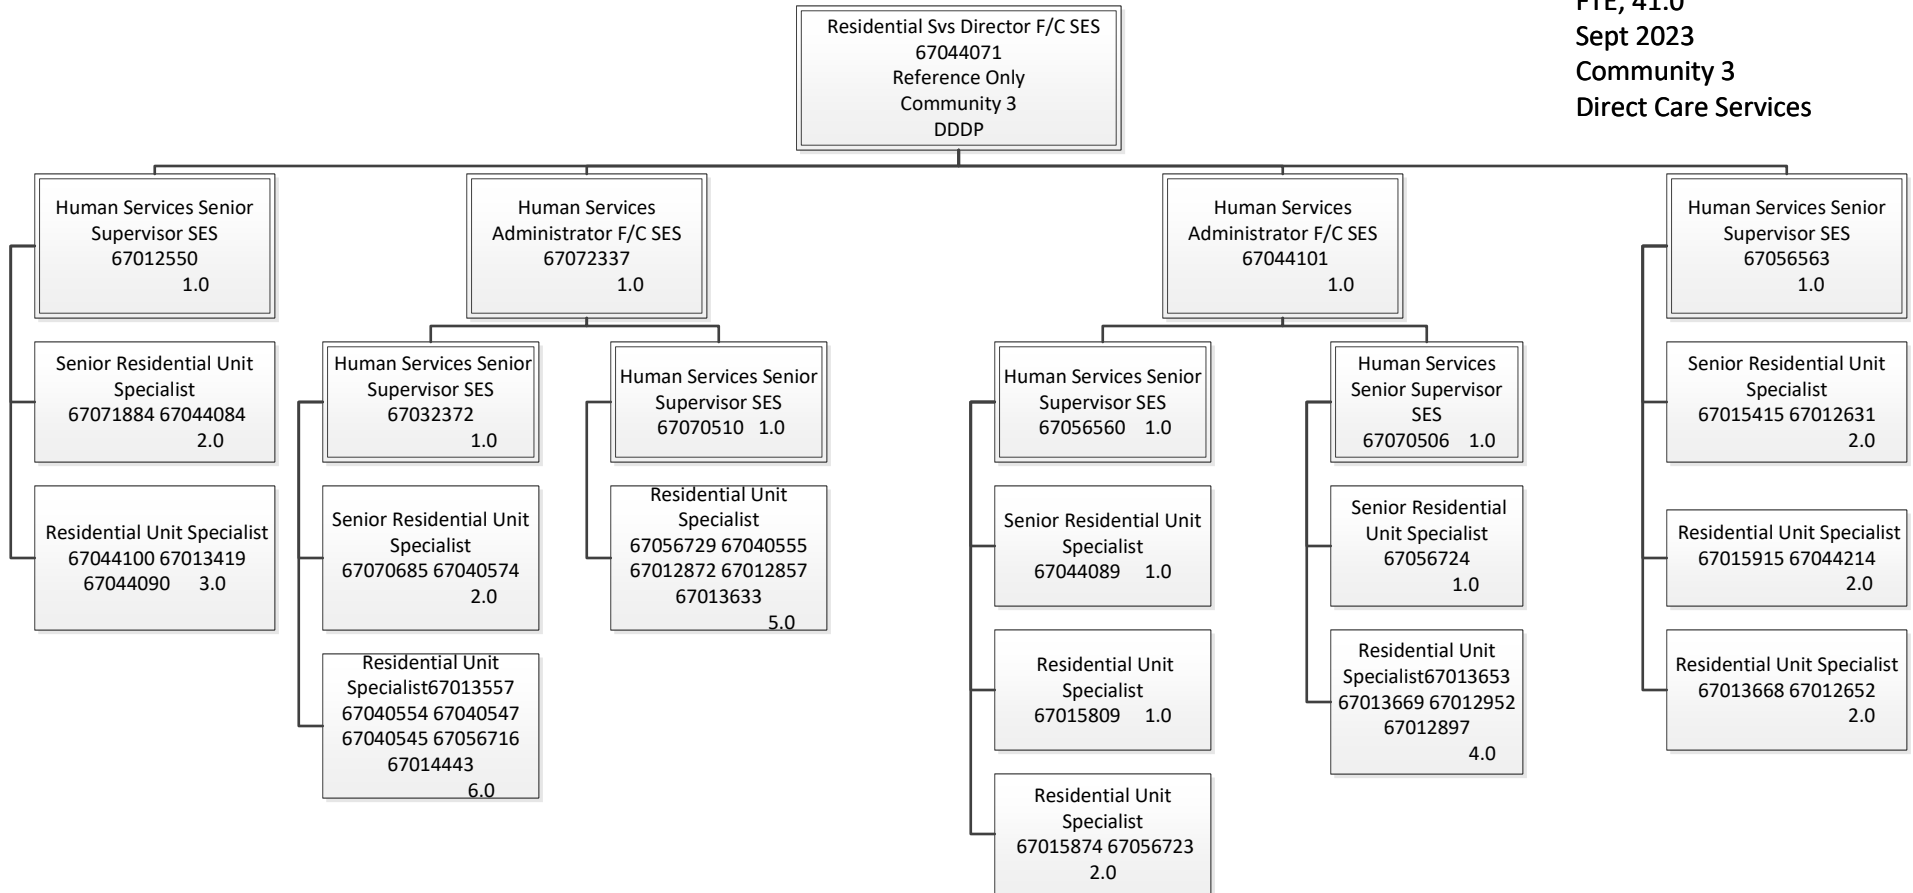 Residential Svs Director F/C SES
67044071
Reference Only
Community 3
DDDP
FTE, 41.0
Sept 2023
Community 3
Direct Care Services
Human Services Senior
Supervisor SES
67012550
1.0
Senior Residential Unit
Specialist
67071884 67044084
2.0
Residential Unit Specialist
67044100 67013419
67044090 3.0
Human Services
Administrator F/C SES
67072337
1.0
Human Services Senior
Supervisor SES
67032372
1.0
Senior Residential Unit
Specialist
67070685 67040574
2.0
Residential Unit
Specialist67013557
67040554 67040547
67040545 67056716
67014443
6.0
Human Services Senior
Supervisor SES
67070510 1.0
Residential Unit
Specialist
67056729 67040555
67012872 67012857
67013633
5.0
Human Services
Administrator F/C SES
67044101
1.0
Human Services Senior
Supervisor SES
67056560 1.0
Senior Residential Unit
Specialist
67044089 1.0
Residential Unit
Specialist
67015809 1.0
Residential Unit
Specialist
67015874 67056723
2.0
Human Services
Senior Supervisor
SES
67070506 1.0
Senior Residential
Unit Specialist
67056724
1.0
Residential Unit
Specialist67013653
67013669 67012952
67012897
4.0
Human Services Senior
Supervisor SES
67056563
1.0
Senior Residential Unit
Specialist
67015415 67012631
2.0
Residential Unit Specialist
67015915 67044214
2.0
Residential Unit Specialist
67013668 67012652
2.0